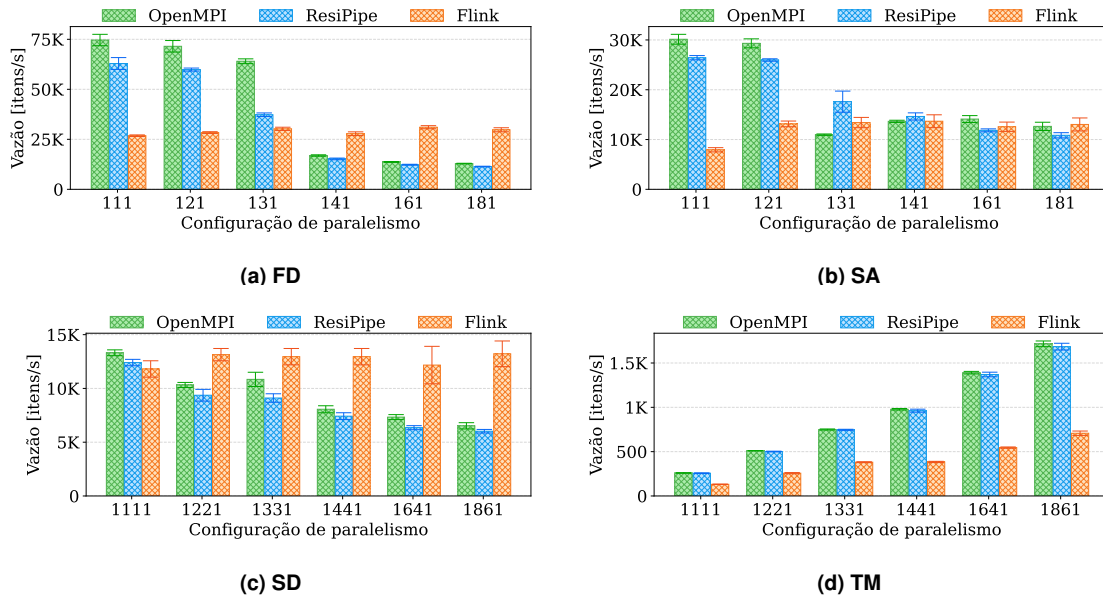 OpenMPI ResiPipe Flink
75K
50K
25K
0
Vazão [itens/s]
111 121 131 141 161 181
Configuração de paralelismo
(a) FD
OpenMPI ResiPipe Flink
30K
20K
10K
0
Vazão [itens/s]
111 121 131 141 161 181
Configuração de paralelismo
(b) SA
OpenMPI ResiPipe Flink
15K
10K
5K
0
Vazão [itens/s]
1111 1221 1331 1441 1641 1861
Configuração de paralelismo
(c) SD
OpenMPI ResiPipe Flink
1.5K
1K
500
0
Vazão [itens/s]
1111 1221 1331 1441 1641 1861
Configuração de paralelismo
(d) TM